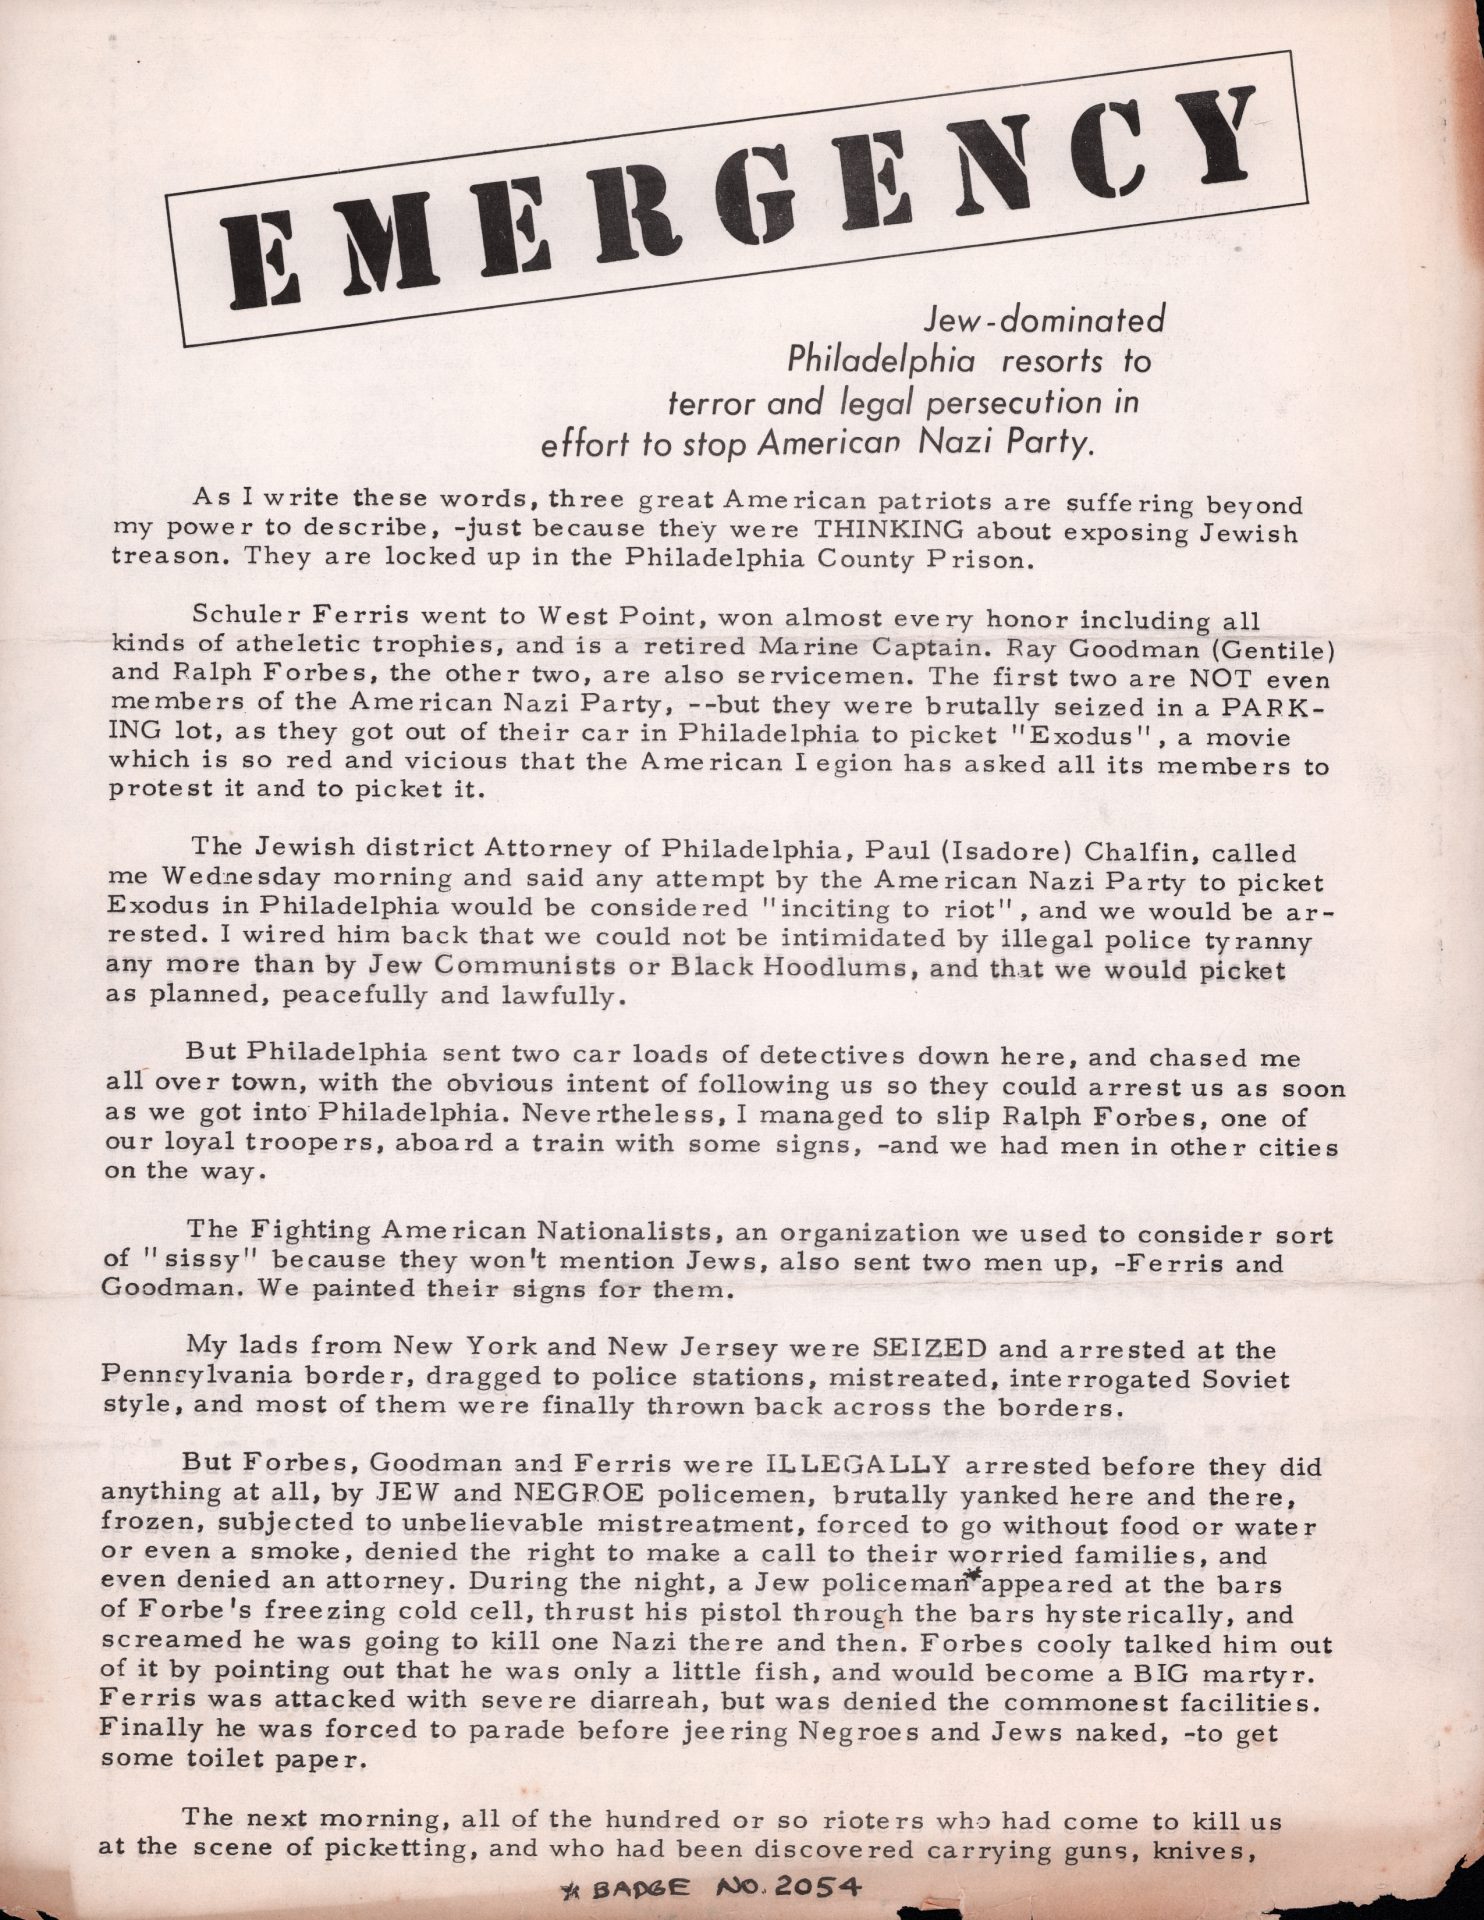 EMERGENCY
Jew-dominated
Philadelphia resorts to
terror and legal persecution in
effort to stop American Nazi Party.
As I write these words, three great American patriots are suffering beyond
my power to describe, -just because they were THINKING about exposing Jewish
treason. They are locked up in the Philadelphia County Prison.
Schuler Ferris went to West Point, won almost every honor including all
kinds of atheletic trophies, and is a retired Marine Captain. Ray Goodman (Gentile)
and Ralph Forbes, the other two, are also servicemen. The first two are NOT even
members of the American Nazi Party, --but they were brutally seized in a PARK-
ING lot, as they got out of their car in Philadelphia to picket "Exodus", a movie
which is so red and vicious that the American Legion has asked all its members to
protest it and to picket it.
The Jewish district Attorney of Philadelphia, Paul (Isadore) Chalfin, called
me Wednesday morning and said any attempt by the American Nazi Party to picket
Exodus in Philadelphia would be considered "inciting to riot", and we would be ar-
rested. I wired him back that we could not be intimidated by illegal police tyranny
any more than by Jew Communists or Black Hoodlums, and that we would picket
as planned, peacefully and lawfully.
But Philadelphia sent two car loads of detectives down here, and chased me
all over town, with the obvious intent of following us so they could arrest us as soon
as we got into Philadelphia. Nevertheless, I managed to slip Ralph Forbes, one of
our loyal troopers, aboard a train with some signs, -and we had men in other cities
on the way.
The Fighting American Nationalists, an organization we used to consider sort
of "sissy" because they won't mention Jews, also sent two men up, -Ferris and
Goodman. We painted their signs for them.
My lads from New York and New Jersey were SEIZED and arrested at the
Pennsylvania border, dragged to police stations, mistreated, interrogated Soviet
style, and most of them were finally thrown back across the borders.
But Forbes, Goodman and Ferris were ILLEGALLY arrested before they did
anything at all, by JEW and NEGROE policemen, brutally yanked here and there,
frozen, subjected to unbelievable mistreatment, forced to go without food or water
or even a smoke, denied the right to make a call to their worried families, and
even denied an attorney. During the night, a Jew policeman* appeared at the bars
of Forbe's freezing cold cell, thrust his pistol through the bars hysterically, and
screamed he was going to kill one Nazi there and then. Forbes cooly talked him out
of it by pointing out that he was only a little fish, and would become a BIG martyr.
Ferris was attacked with severe diarreah, but was denied the commonest facilities.
Finally he was forced to parade before jeering Negroes and Jews naked, -to get
some toilet paper.
The next morning, all of the hundred or so rioters who had come to kill us
at the scene of picketting, and who had been discovered carrying guns, knives,
* BADGE NO. 2054